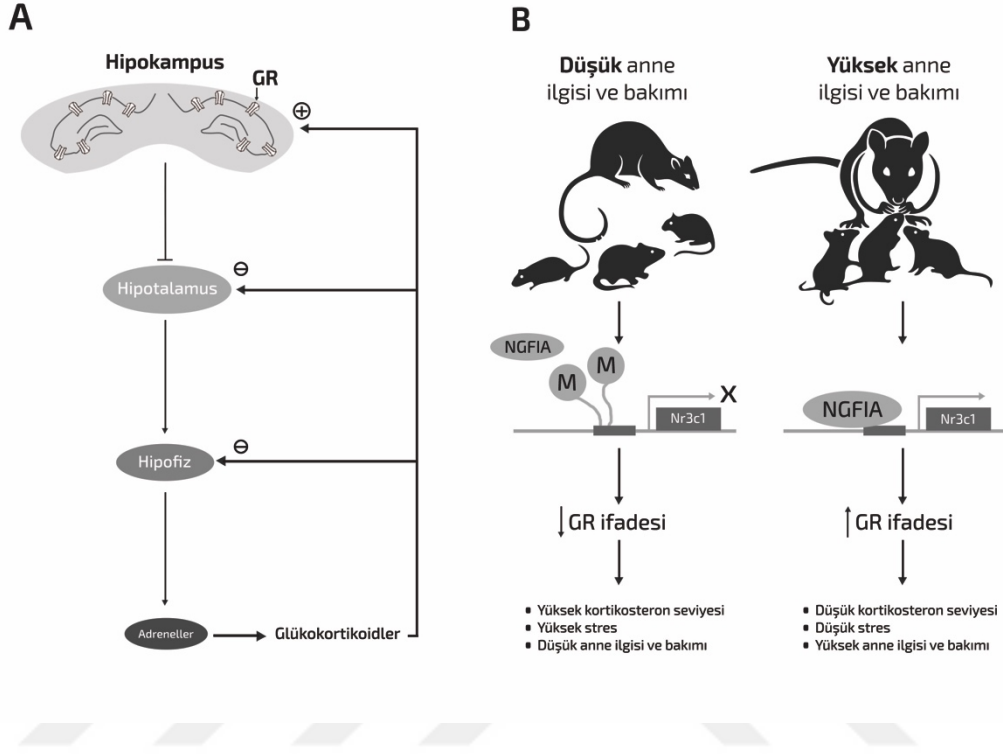 A
Hipokampus
GR
⊕
Hipotalamus
⊖
Hipofiz
⊖
Adreneller
Glükokortikoidler
B
Düşük anne
ilgisi ve bakımı
NGFIA
M
M
X
Nr3c1
↓ GR ifadesi
▪ Yüksek kortikosteron seviyesi
▪ Yüksek stres
▪ Düşük anne ilgisi ve bakımı
Yüksek anne
ilgisi ve bakımı
NGFIA
Nr3c1
↑ GR ifadesi
▪ Düşük kortikosteron seviyesi
▪ Düşük stres
▪ Yüksek anne ilgisi ve bakımı